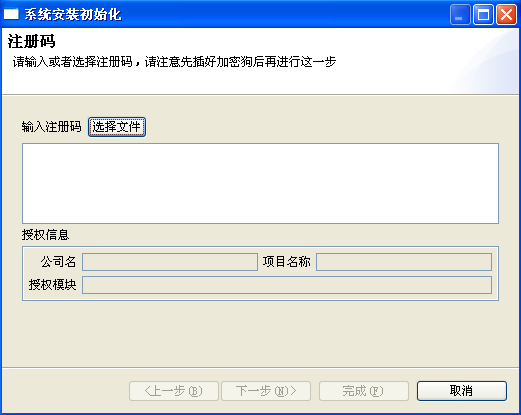 系统安装初始化
注册码
请输入或者选择注册码，请注意先插好加密狗后再进行这一步
输入注册码 选择文件
授权信息
公司名 项目名称
授权模块
<上一步(B) 下一步(N)> 完成(F) 取消